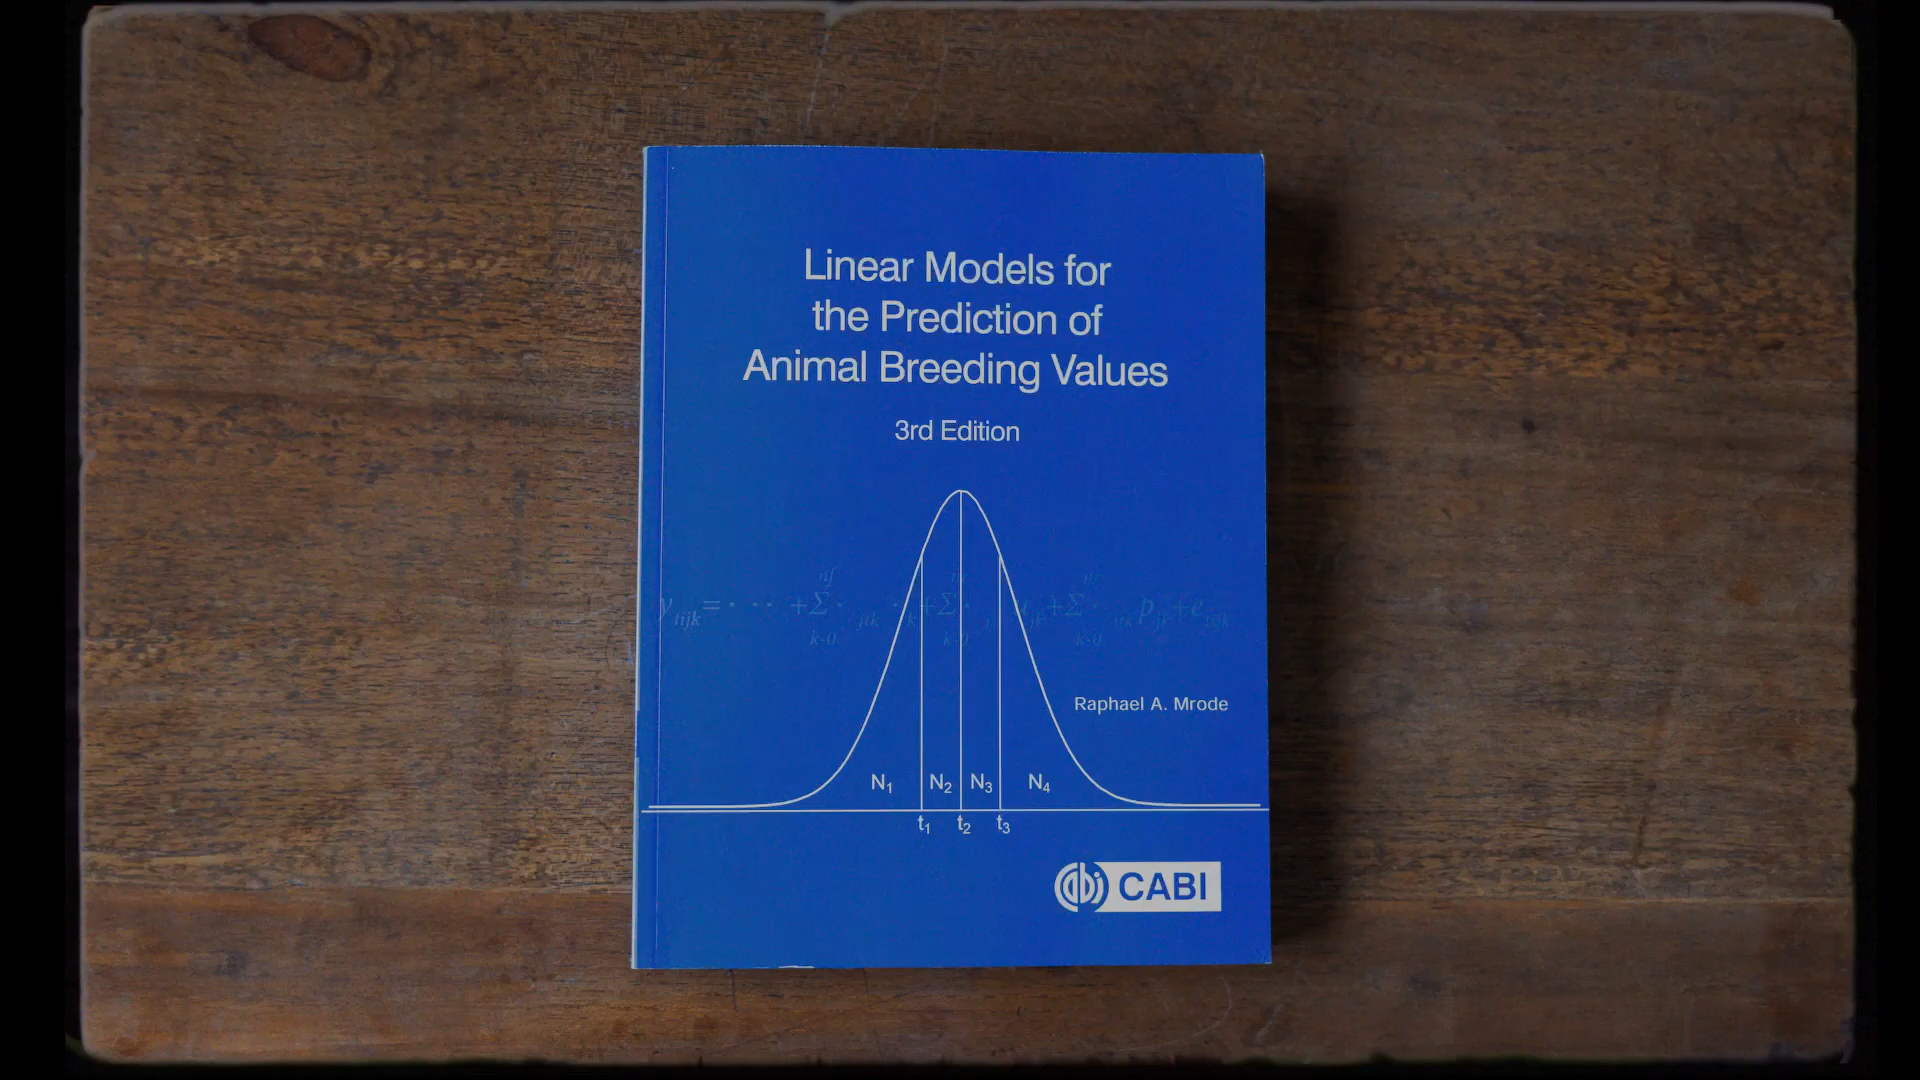 Linear Models for
the Prediction of
Animal Breeding Values
3rd Edition
Raphael A. Mrode
N1 N2 N3 N4
t1 t2 t3
CABI